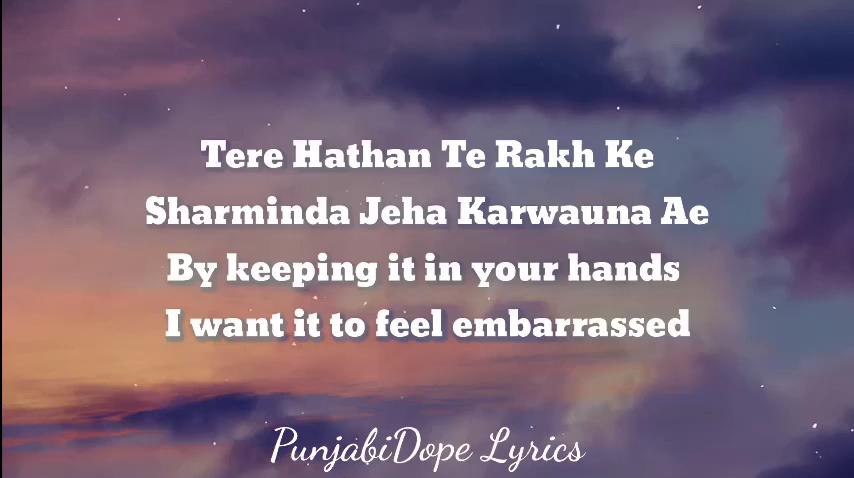 Tere Hathan Te Rakh Ke
Sharminda Jeha Karwauna Ae
By keeping it in your hands
I want it to feel embarrassed
PunjabiDope Lyrics